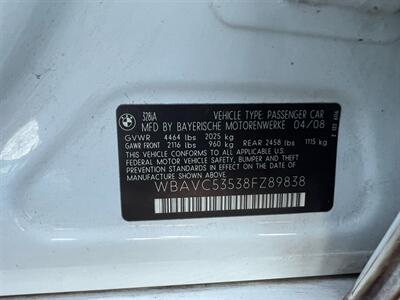 BMW
328iA
VEHICLE TYPE PASSENGER CAR
MFD BY BAYERISCHE MOTORENWERKE 04/08
GVWR 4464 lbs 2025 kg
GAWR FRONT 2116 lbs 960 kg REAR 2458 lbs 1115 kg
THIS VEHICLE CONFORMS TO ALL APPLICABLE
FEDERAL MOTOR VEHICLE SAFETY, BUMPER AND THEFT
PREVENTION STANDARDS IN EFFECT ON THE DATE
OF MANUFACTURE SHOWN ABOVE
WBAVC53538FZ89838